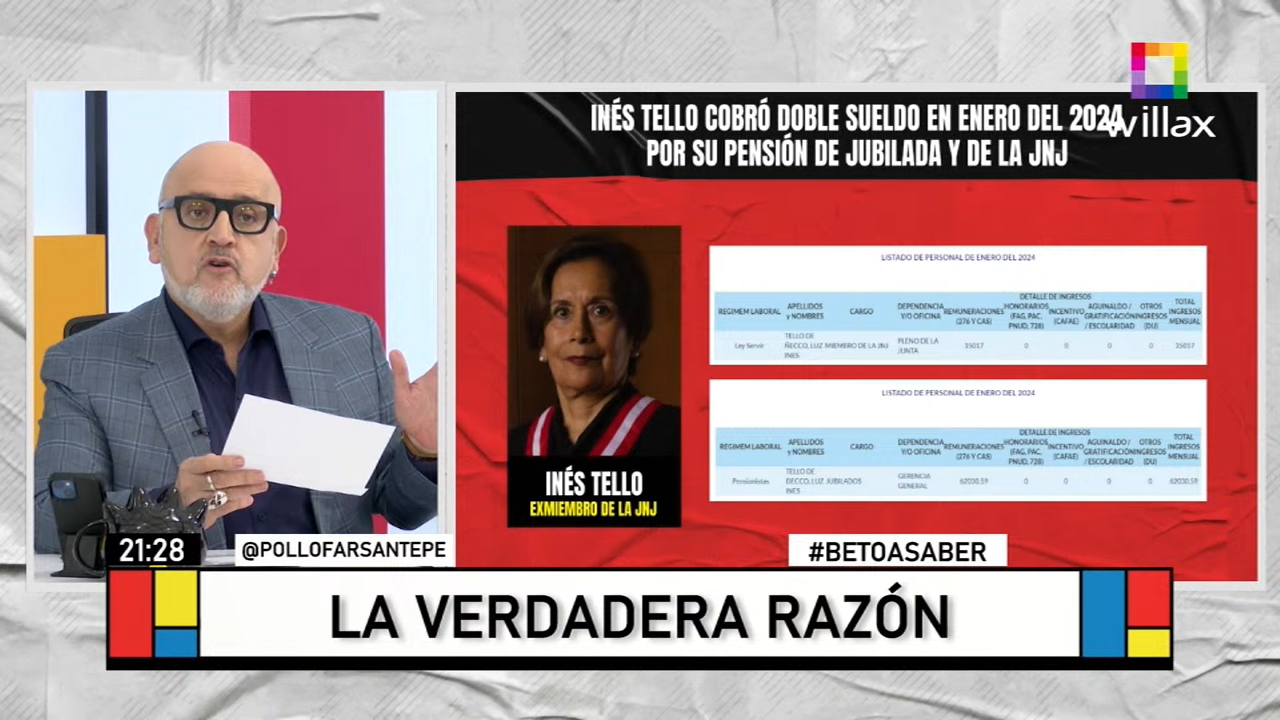 willax
INÉS TELLO COBRÓ DOBLE SUELDO EN ENERO DEL 2024
POR SU PENSIÓN DE JUBILADA Y DE LA JNJ
LISTADO DE PERSONAL DE ENERO DEL 2024
DETALLE DE INGRESOS
REGIMEM LABORAL APELLIDOS y NOMBRES CARGO DEPENDENCIA Y/O OFICINA REMUNERACIONES (276 Y CAS) HONORARIOS (FAG, PAC, PNUD, 728) INCENTIVO (CAFAE) AGUINALDO / GRATIFICACIÓN / ESCOLARIDAD OTROS INGRESOS (DU) TOTAL INGRESOS MENSUAL
Ley Servir TELLO DE ÑECCO, LUZ INES MIEMBRO DE LA JNJ PLENO DE LA JUNTA 35017 0 0 0 0 35017
LISTADO DE PERSONAL DE ENERO DEL 2024
DETALLE DE INGRESOS
REGIMEM LABORAL APELLIDOS y NOMBRES CARGO DEPENDENCIA Y/O OFICINA REMUNERACIONES (276 Y CAS) HONORARIOS (FAG, PAC, PNUD, 728) INCENTIVO (CAFAE) AGUINALDO / GRATIFICACIÓN / ESCOLARIDAD OTROS INGRESOS (DU) TOTAL INGRESOS MENSUAL
Pensionistas TELLO DE LUZ INES JUBILADOS GERENCIA GENERAL 62030.59 0 0 0 0 62030.59
INÉS TELLO
EXMIEMBRO DE LA JNJ
21:28
@POLLOFARSANTEPE
#BETOASABER
LA VERDADERA RAZÓN